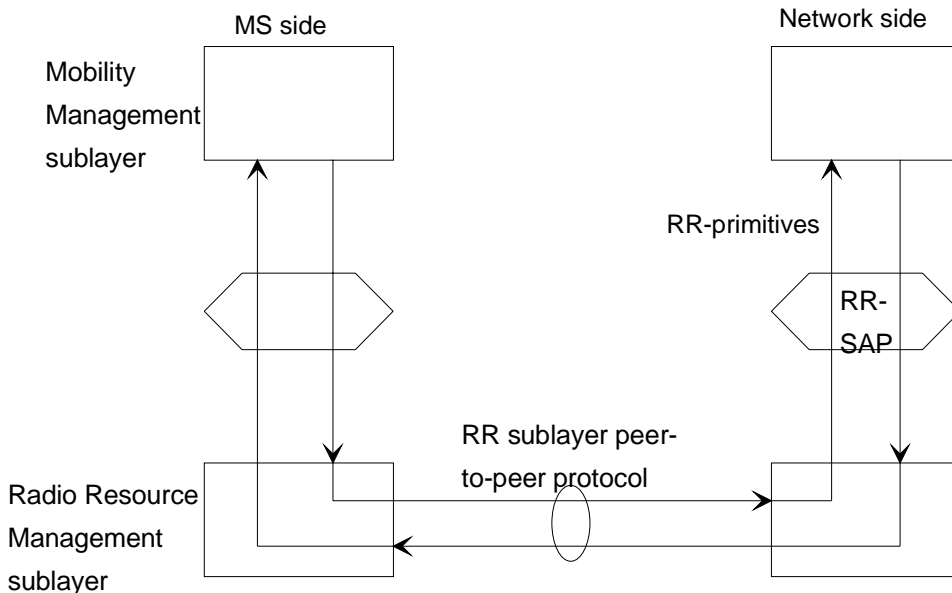 MS side
Network side
Mobility
Management
sublayer
RR-primitives
RR-
SAP
RR sublayer peer-
to-peer protocol
Radio Resource
Management
sublayer